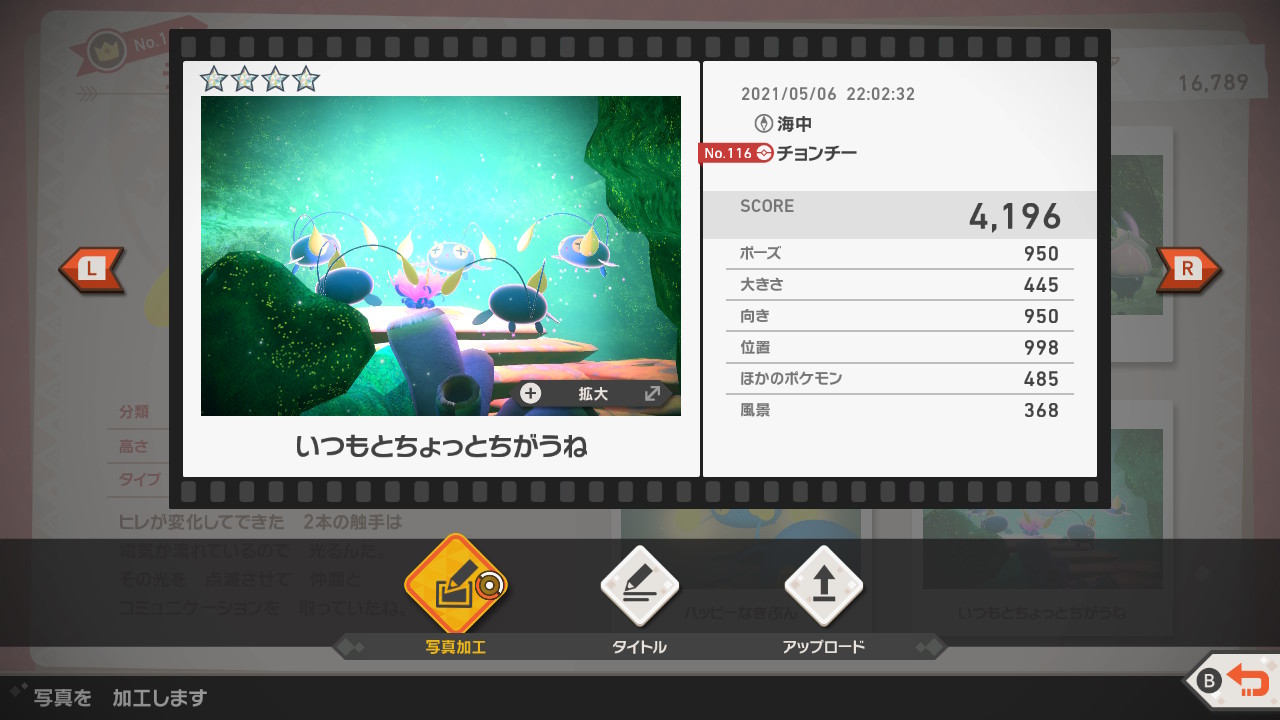 No.1
16,789
2021/05/06 22:02:32
海中
No.116 チョンチー
SCORE 4,196
ポーズ 950
大きさ 445
向き 950
位置 998
ほかのポケモン 485
風景 368
L
R
+ 拡大
いつもとちょっとちがうね
分類
高さ
タイプ
ヒレが変化してできた 2本の触手は
電気が流れているので 光るんだ。
その光を 点滅させて 仲間と
コミュニケーションを 取っていたね。
ハッピーなきぶん
いつもとちょっとちがうね
写真加工
タイトル
アップロード
B
写真を 加工します